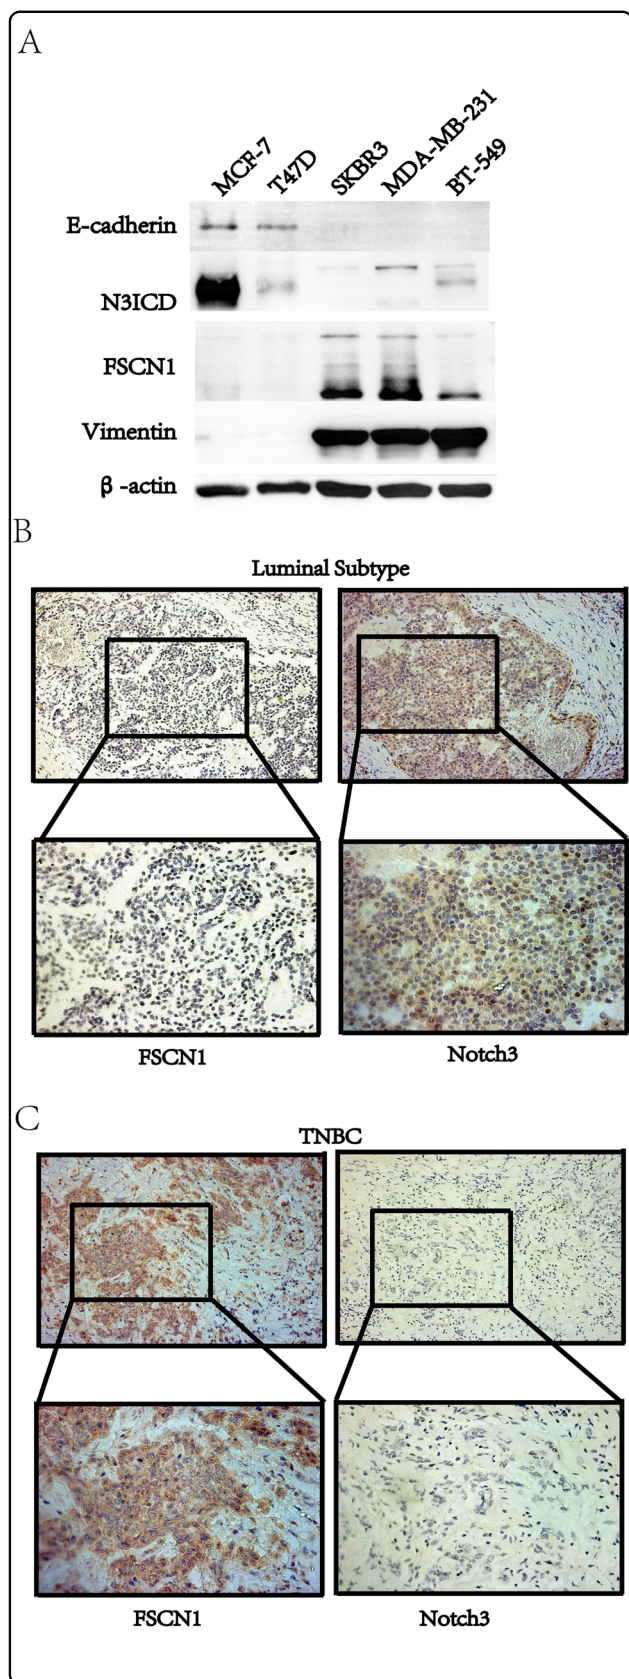 A
MCF-7
T47D
SKBR3
MDA-MB-231
BT-549
E-cadherin
N3ICD
FSCN1
Vimentin
β -actin
B
Luminal Subtype
FSCN1
Notch3
C
TNBC
FSCN1
Notch3